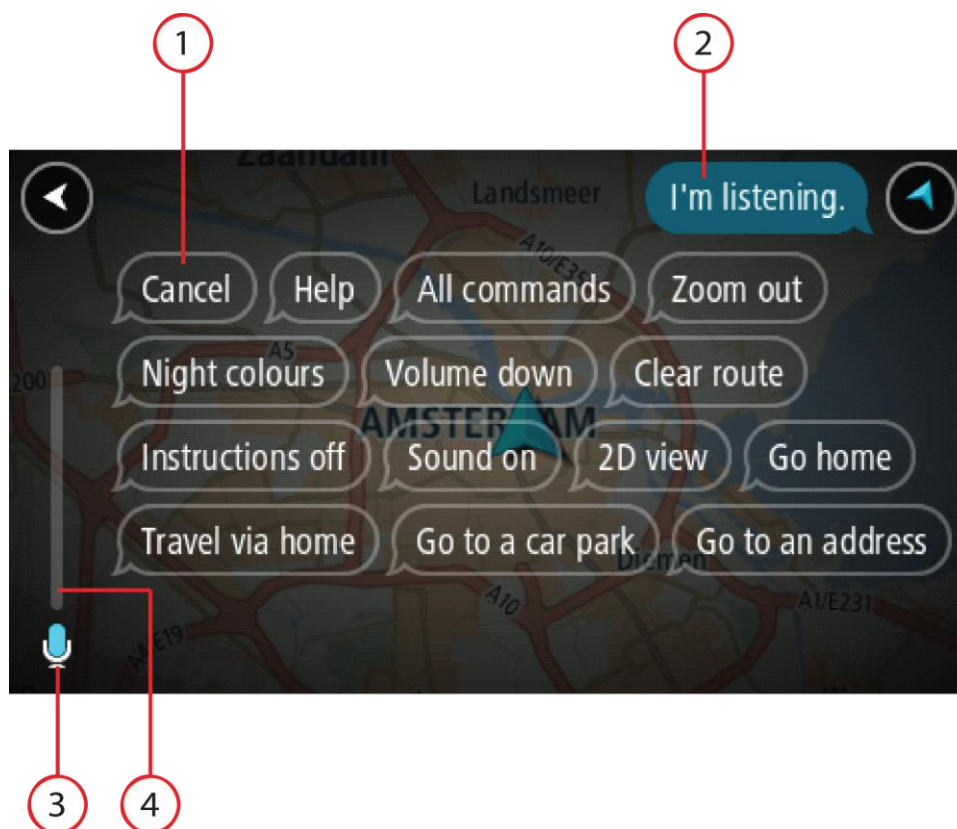 1
2
Zaandam
Landsmeer
I'm listening.
A10/E35
Cancel
Help
All commands
Zoom out
A5
200
Night colours
Volume down
Clear route
AMSTERDAM
Instructions off
Sound on
2D view
Go home
Travel via home
Go to a car park
Go to an address
Diemen
A10
A1/E231
A4/E19
3
4